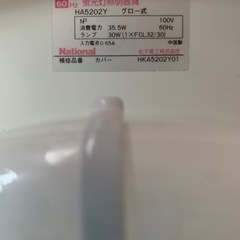 60Hz 蛍光灯照明器具
HA5202Y グロー式
NP 100V
消費電力 35.5W 60Hz
ランプ 30W(1×FCL32/30)
入力電流0.65A 中国製
National 松下電工株式会社
補修品番 カバー HKA5202Y01